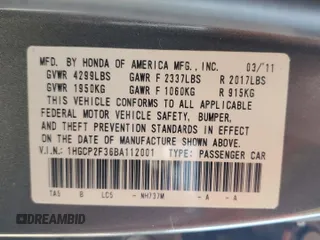 MFD. BY HONDA OF AMERICA MFG., INC. 03/11
GVWR 4299LBS GAWR F 2337LBS R 2017LBS
GVWR 1950KG GAWR F 1060KG R 915KG
THIS VEHICLE CONFORMS TO ALL APPLICABLE
FEDERAL MOTOR VEHICLE SAFETY, BUMPER,
AND THEFT PREVENTION STANDARDS IN EFFECT
ON THE DATE OF MANUFACTURE SHOWN ABOVE.
V.I.N.: 1HGCP2F36BA112001 TYPE: PASSENGER CAR
TA5 B LC5 - NH737M - A - A
DREAMBID